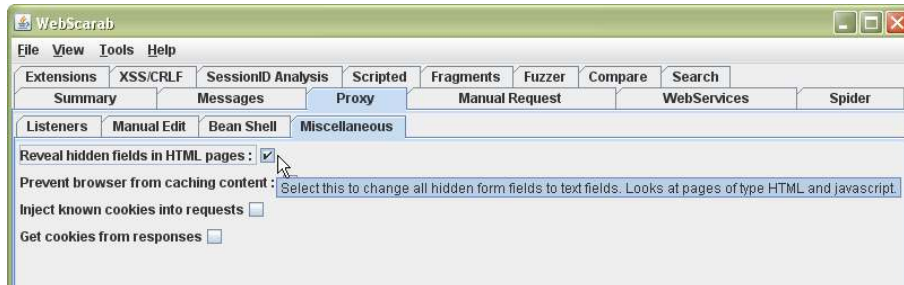 WebScarab
File View Tools Help
Extensions XSS/CRLF SessionID Analysis Scripted Fragments Fuzzer Compare Search
Summary Messages Proxy Manual Request WebServices Spider
Listeners Manual Edit Bean Shell Miscellaneous
Reveal hidden fields in HTML pages :
Prevent browser from caching content :
Select this to change all hidden form fields to text fields. Looks at pages of type HTML and javascript.
Inject known cookies into requests
Get cookies from responses